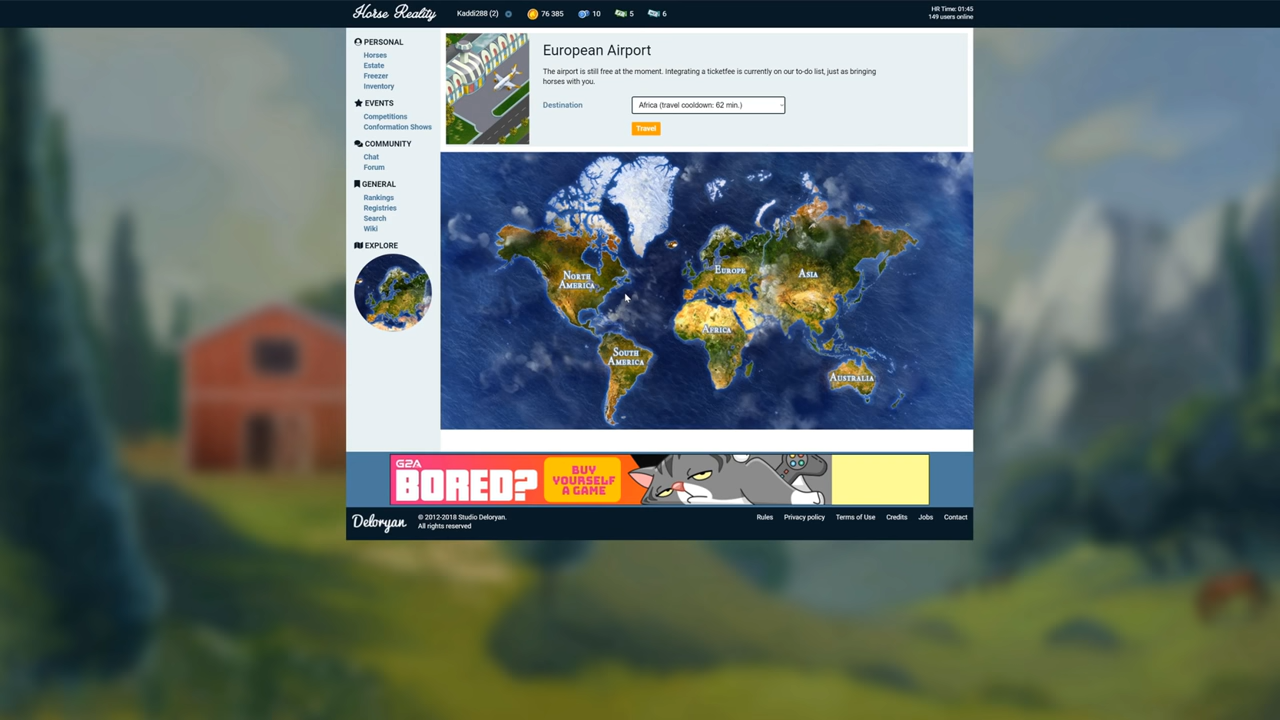 Horse Reality
Kaddi288 (2)
76 385
10
5
6
HR Time: 01:45
149 users online
PERSONAL
Horses
Estate
Freezer
Inventory
EVENTS
Competitions
Conformation Shows
COMMUNITY
Chat
Forum
GENERAL
Rankings
Registries
Search
Wiki
EXPLORE
European Airport
The airport is still free at the moment. Integrating a ticketfee is currently on our to-do list, just as bringing
horses with you.
Destination
Africa (travel cooldown: 62 min.)
Travel
NORTH
AMERICA
EUROPE
ASIA
AFRICA
SOUTH
AMERICA
AUSTRALIA
G2A
BORED?
BUY
YOURSELF
A GAME
Deloryan
© 2012-2018 Studio Deloryan.
All rights reserved
Rules
Privacy policy
Terms of Use
Credits
Jobs
Contact